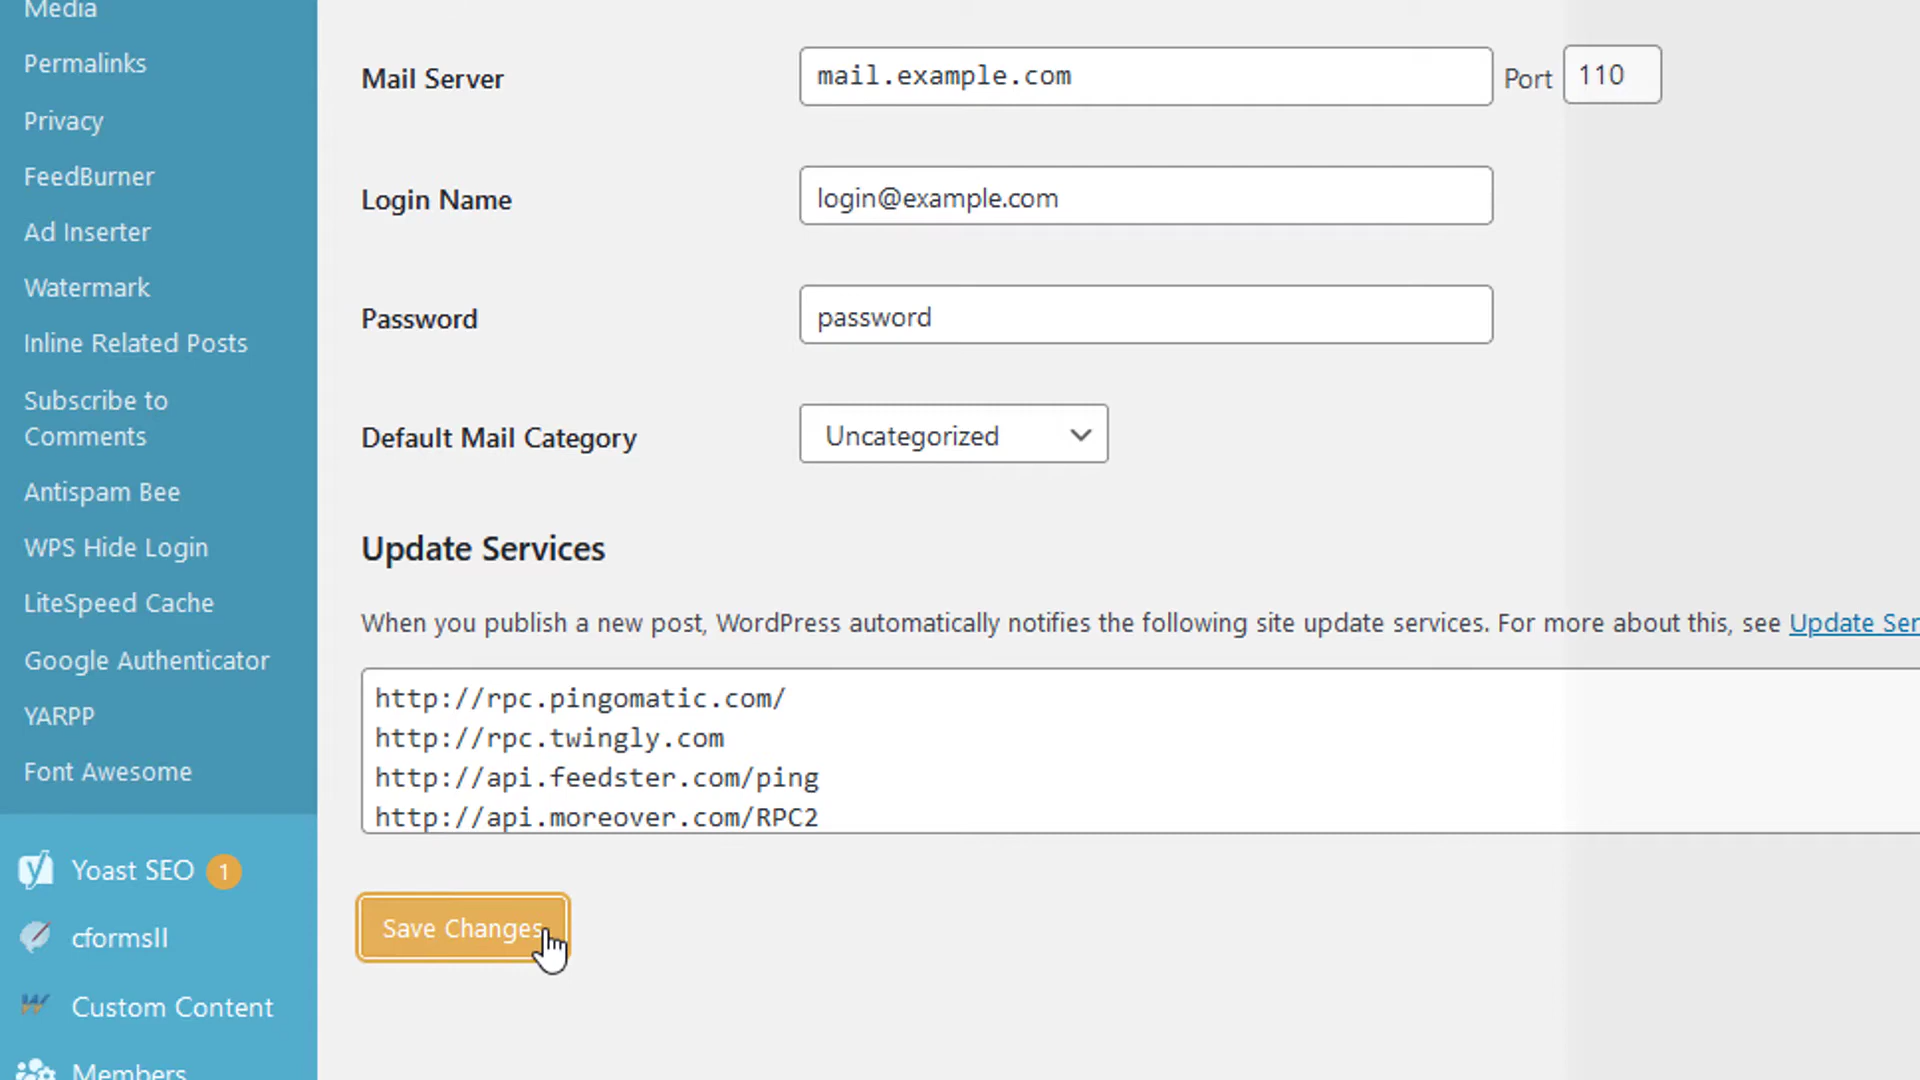 Media
Permalinks
Privacy
FeedBurner
Ad Inserter
Watermark
Inline Related Posts
Subscribe to
Comments
Antispam Bee
WPS Hide Login
LiteSpeed Cache
Google Authenticator
YARPP
Font Awesome
Yoast SEO 1
cformsII
Custom Content
Members
Mail Server mail.example.com Port 110
Login Name login@example.com
Password password
Default Mail Category Uncategorized
Update Services
When you publish a new post, WordPress automatically notifies the following site update services. For more about this, see Update Ser
http://rpc.pingomatic.com/
http://rpc.twingly.com
http://api.feedster.com/ping
http://api.moreover.com/RPC2
Save Changes